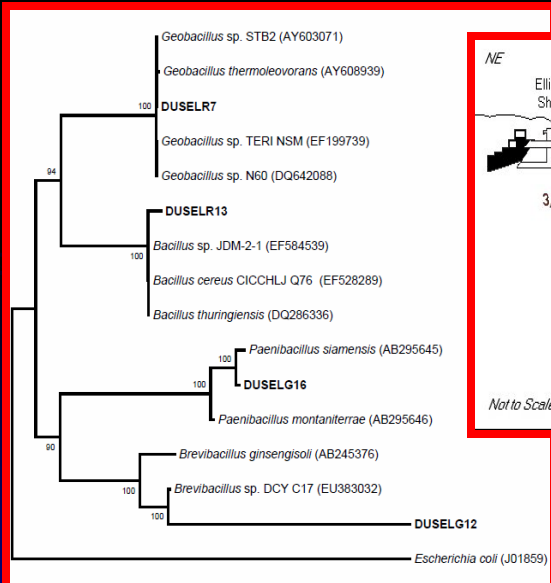 Geobacillus sp. STB2 (AY603071)
Geobacillus thermoleovorans (AY608939)
100
DUSELR7
Geobacillus sp. TERI NSM (EF199739)
Geobacillus sp. N60 (DQ642088)
94
DUSELR13
Bacillus sp. JDM-2-1 (EF584539)
100
Bacillus cereus CICCHLJ Q76 (EF528289)
Bacillus thuringiensis (DQ286336)
Paenibacillus siamensis (AB295645)
100
100
DUSELG16
Paenibacillus montaniterrae (AB295646)
90
Brevibacillus ginsengisoli (AB245376)
100
Brevibacillus sp. DCY C17 (EU383032)
100
DUSELG12
Escherichia coli (J01859)
NE
Elli
Sh
3,
Not to Scale